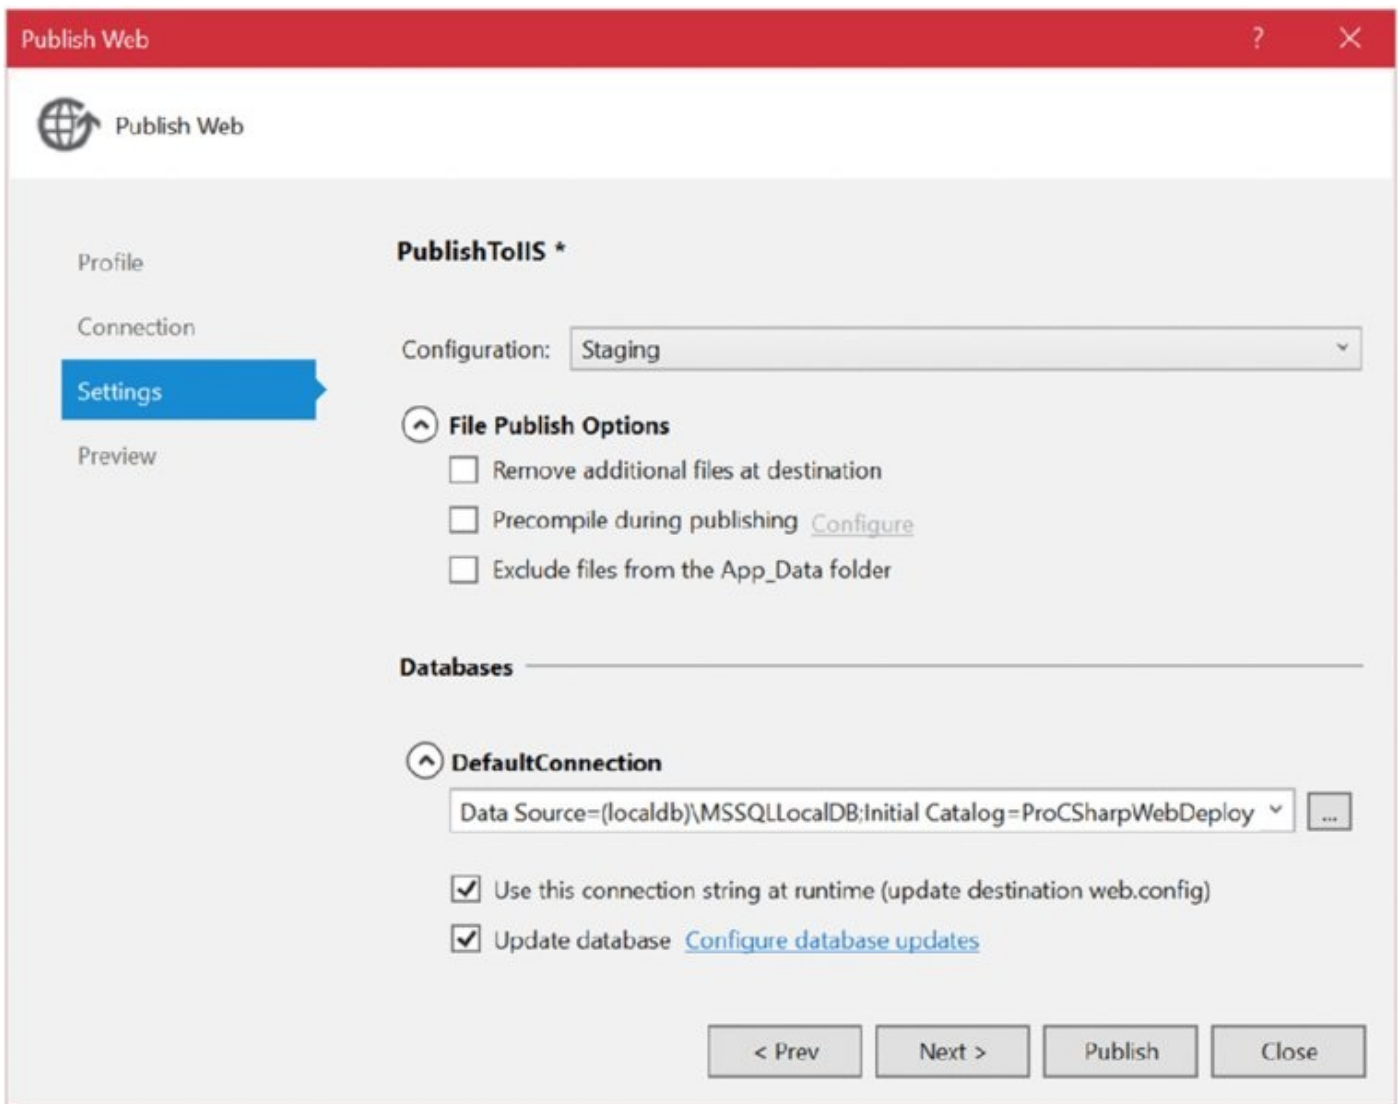 Publish Web
?
Publish Web
Profile
Connection
Settings
Preview
PublishToIIS *
Configuration: Staging
File Publish Options
Remove additional files at destination
Precompile during publishing Configure
Exclude files from the App_Data folder
Databases
DefaultConnection
Data Source=(localdb)\MSSQLLocalDB;Initial Catalog=ProCSharpWebDeploy ...
Use this connection string at runtime (update destination web.config)
Update database Configure database updates
< Prev Next > Publish Close